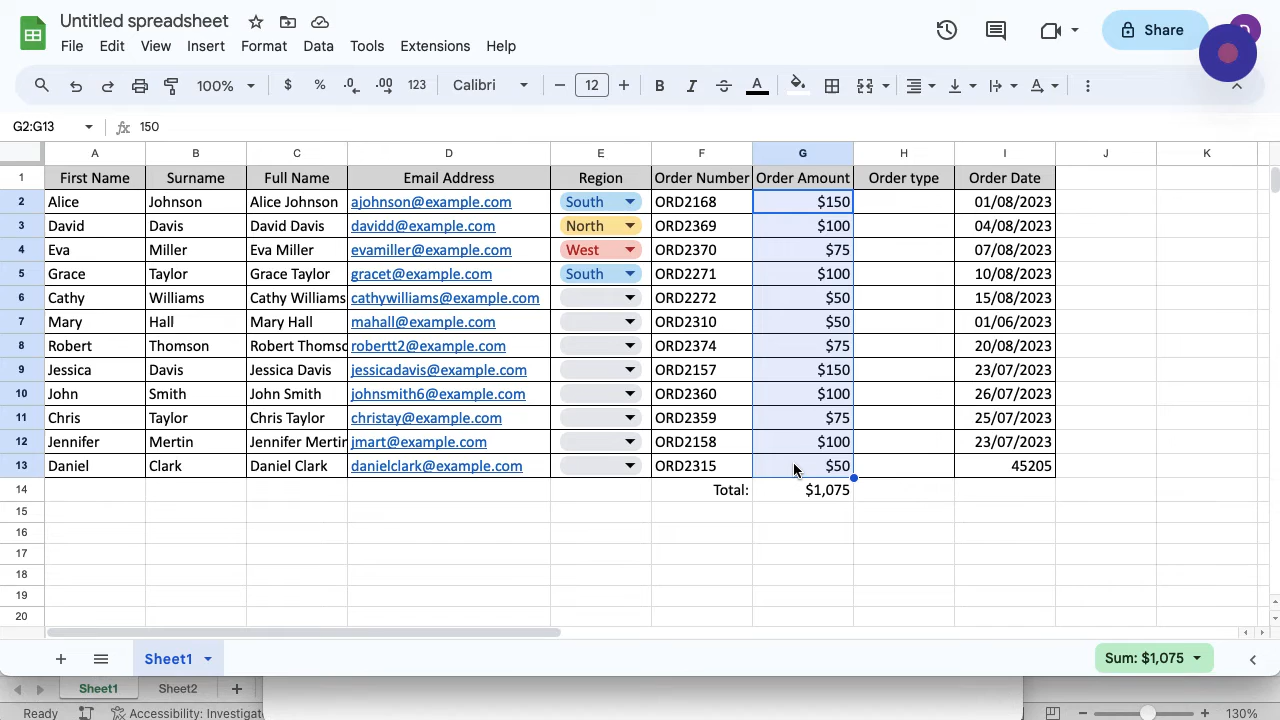 Untitled spreadsheet
File Edit View Insert Format Data Tools Extensions Help
Share
100% $ % .0 .00 123 Calibri 12 B I A
G2:G13 fx 150
A B C D E F G H I J K
1 First Name Surname Full Name Email Address Region Order Number Order Amount Order type Order Date
2 Alice Johnson Alice Johnson ajohnson@example.com South ORD2168 $150 01/08/2023
3 David Davis David Davis davidd@example.com North ORD2369 $100 04/08/2023
4 Eva Miller Eva Miller evamiller@example.com West ORD2370 $75 07/08/2023
5 Grace Taylor Grace Taylor gracet@example.com South ORD2271 $100 10/08/2023
6 Cathy Williams Cathy Williams cathywilliams@example.com ORD2272 $50 15/08/2023
7 Mary Hall Mary Hall mahall@example.com ORD2310 $50 01/06/2023
8 Robert Thomson Robert Thomsc robertt2@example.com ORD2374 $75 20/08/2023
9 Jessica Davis Jessica Davis jessicadavis@example.com ORD2157 $150 23/07/2023
10 John Smith John Smith johnsmith6@example.com ORD2360 $100 26/07/2023
11 Chris Taylor Chris Taylor christay@example.com ORD2359 $75 25/07/2023
12 Jennifer Mertin Jennifer Mertir jmart@example.com ORD2158 $100 23/07/2023
13 Daniel Clark Daniel Clark danielclark@example.com ORD2315 $50 45205
14 Total: $1,075
15
16
17
18
19
20
Sheet1 Sum: $1,075
Sheet1 Sheet2
Ready Accessibility: Investigat 130%